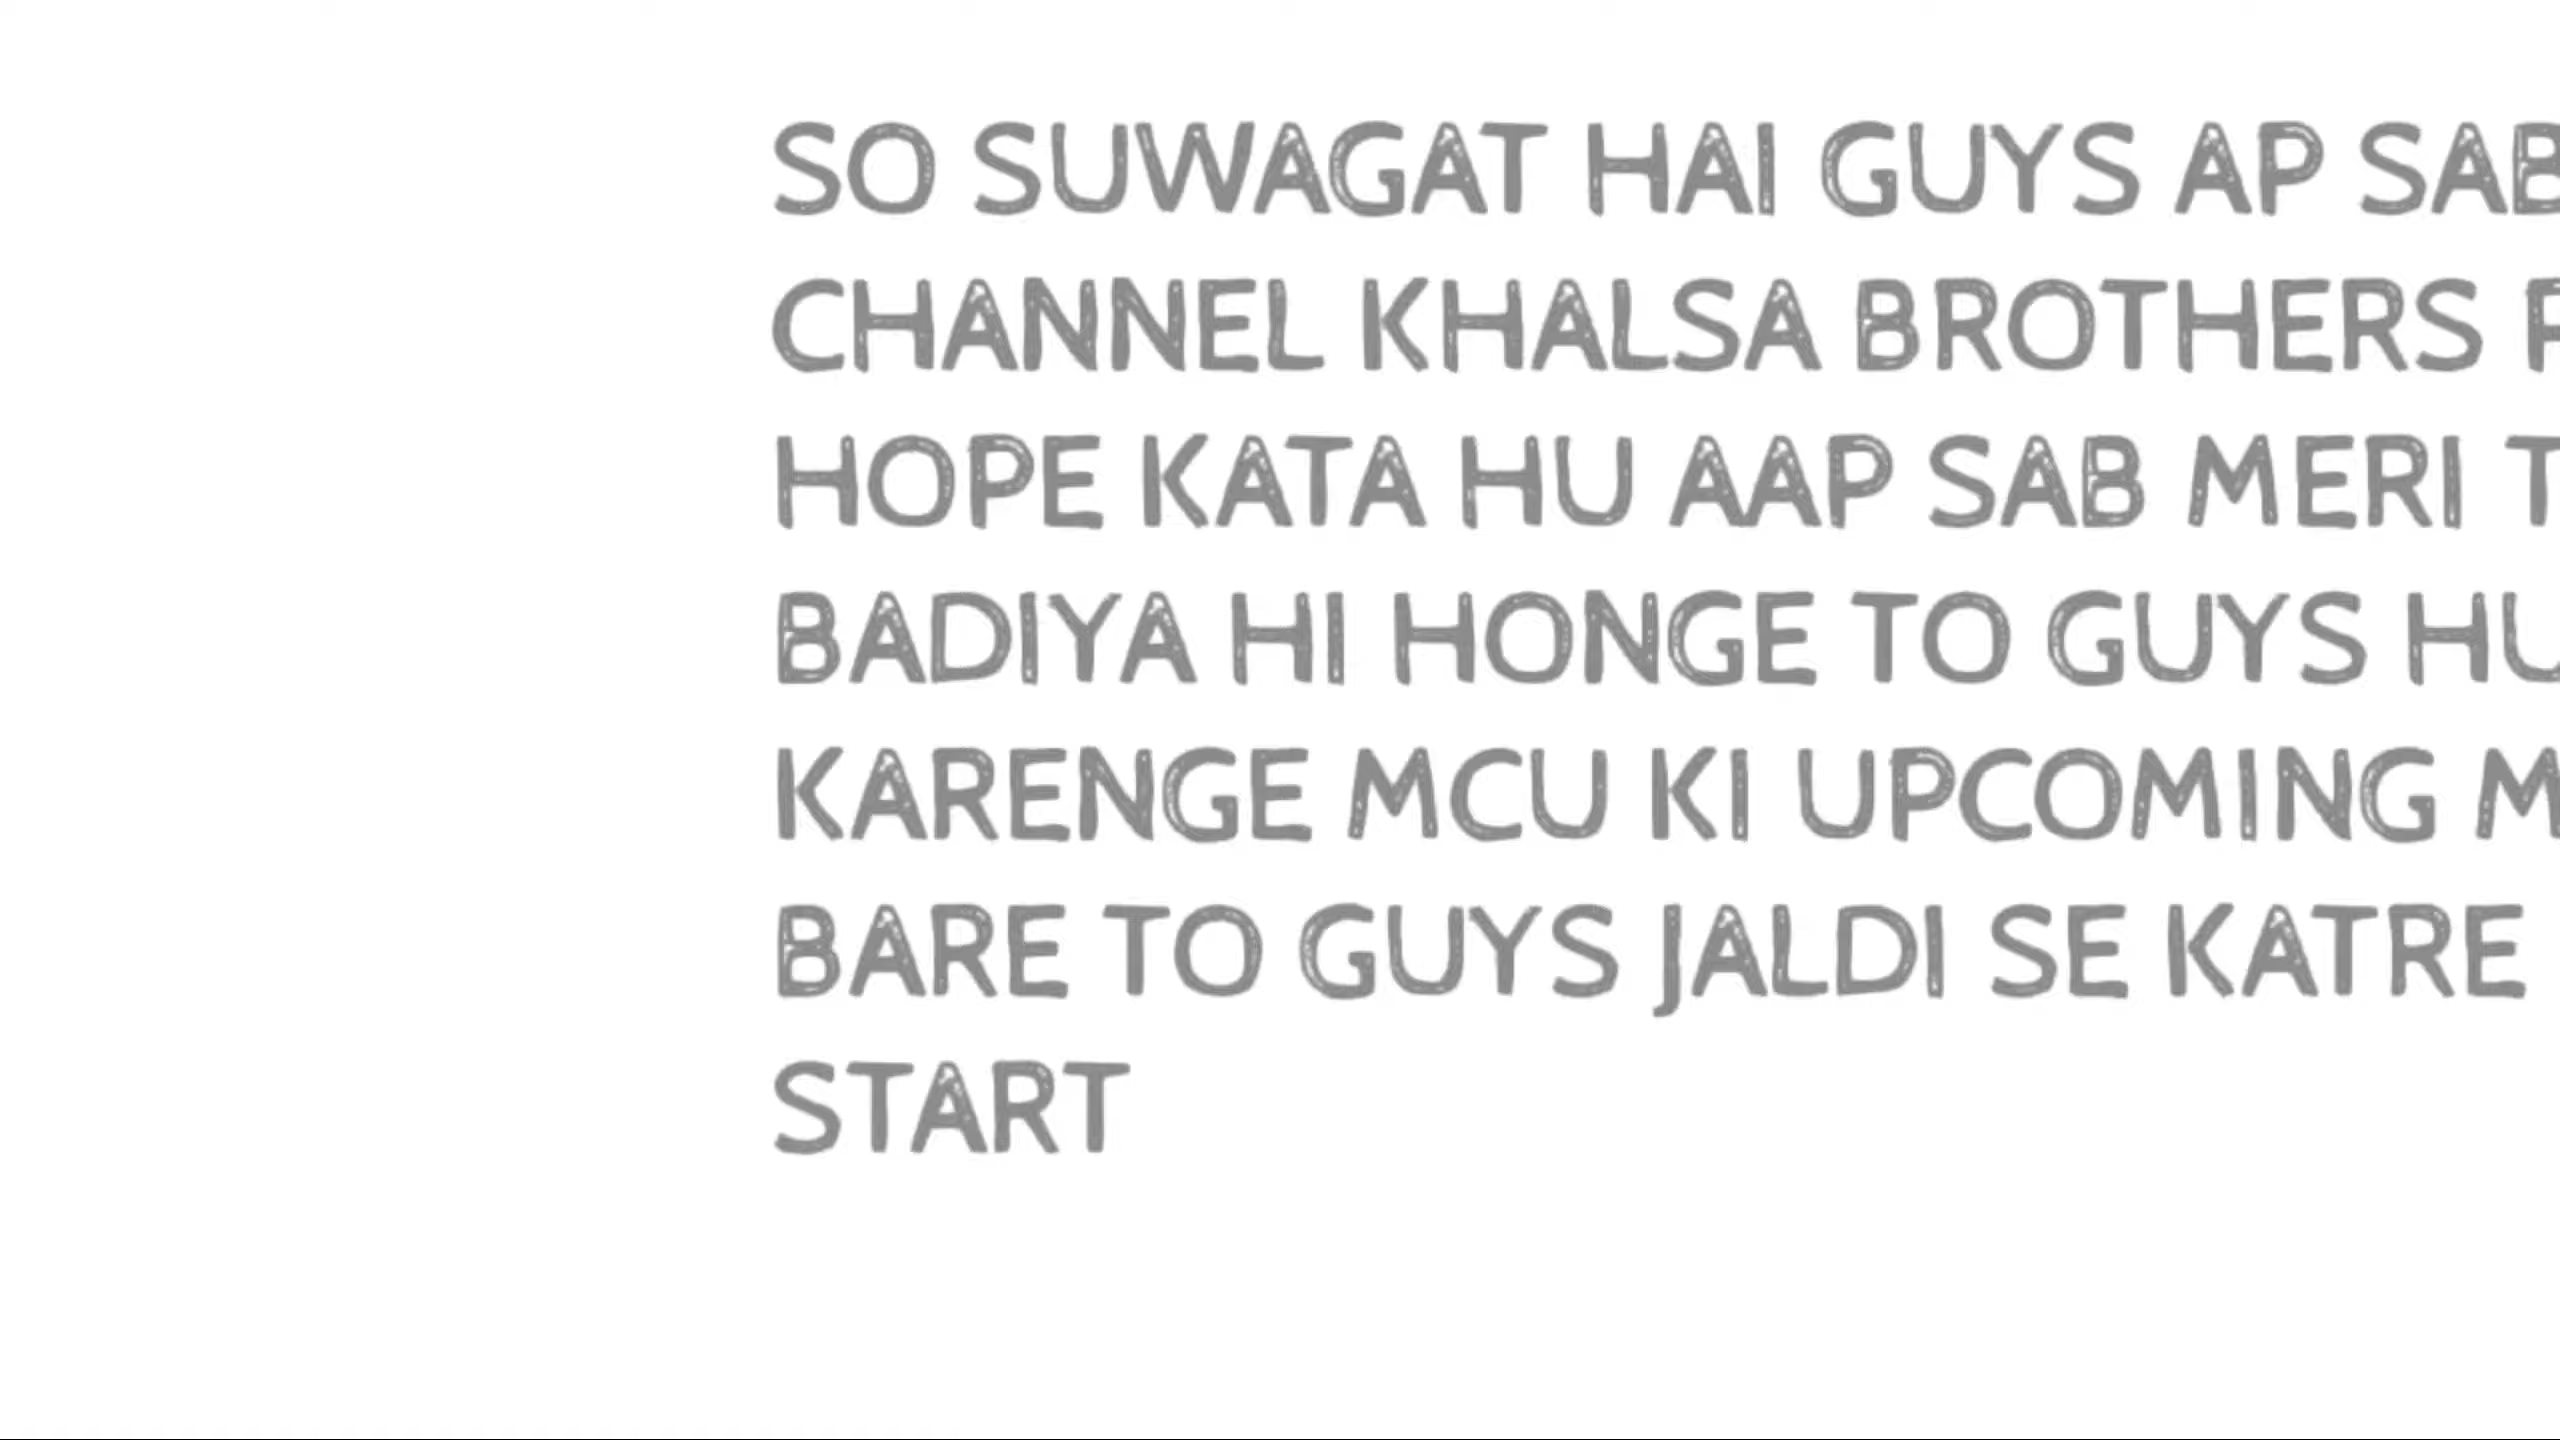 SO SUWAGAT HAI GUYS AP SAB
CHANNEL KHALSA BROTHERS
HOPE KATA HU AAP SAB MERI
BADIYA HI HONGE TO GUYS
KARENGE MCU KI UPCOMING
BARE TO GUYS JALDI SE KATRE
START